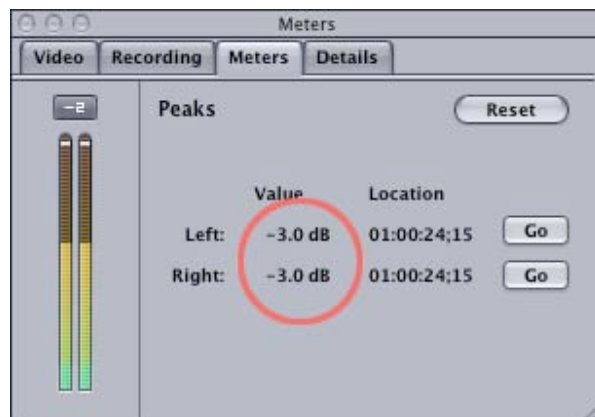 Meters
Video Recording Meters Details
-2
Peaks Reset
Value Location
Left: -3.0 dB 01:00:24;15 Go
Right: -3.0 dB 01:00:24;15 Go